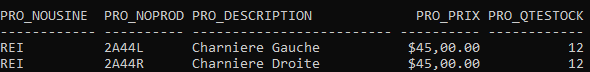 PRO_NOUSINE PRO_NOPROD PRO_DESCRIPTION PRO_PRIX PRO_QTESTOCK
------------ ---------- ------------------------- ---------- ------------
REI 2A44L Charniere Gauche $45,00.00 12
REI 2A44R Charniere Droite $45,00.00 12